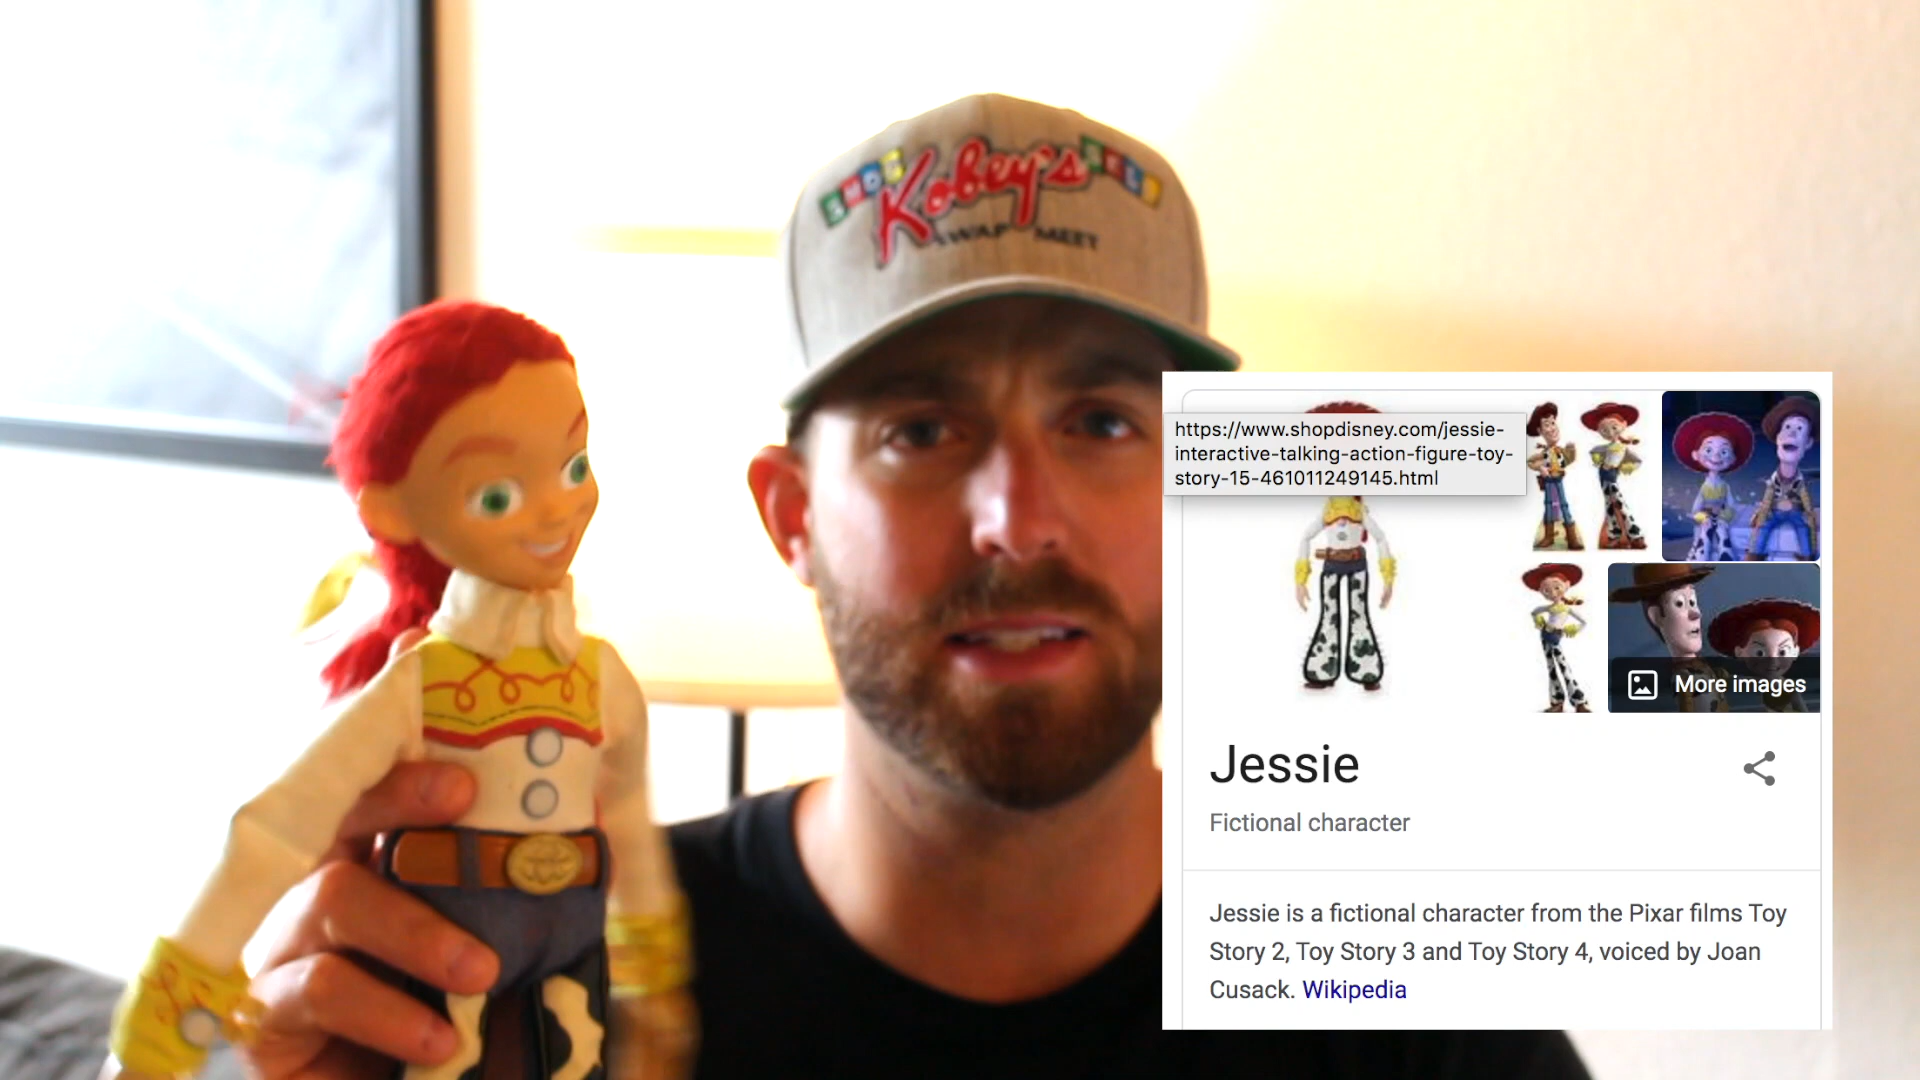 SHOP Kobey's SELL
SWAP MEET
https://www.shopdisney.com/jessie-
interactive-talking-action-figure-toy-
story-15-461011249145.html
More images
Jessie
Fictional character
Jessie is a fictional character from the Pixar films Toy
Story 2, Toy Story 3 and Toy Story 4, voiced by Joan
Cusack. Wikipedia